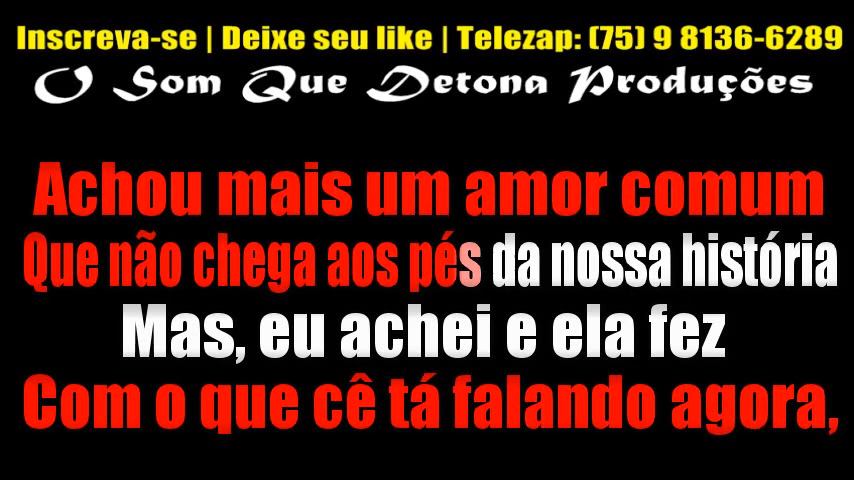 Inscreva-se | Deixe seu like | Telezap: (75) 9 8136-6289
O Som Que Detona Produções
Achou mais um amor comum
Que não chega aos pés da nossa história
Mas, eu achei e ela fez
Com o que cê tá falando agora,